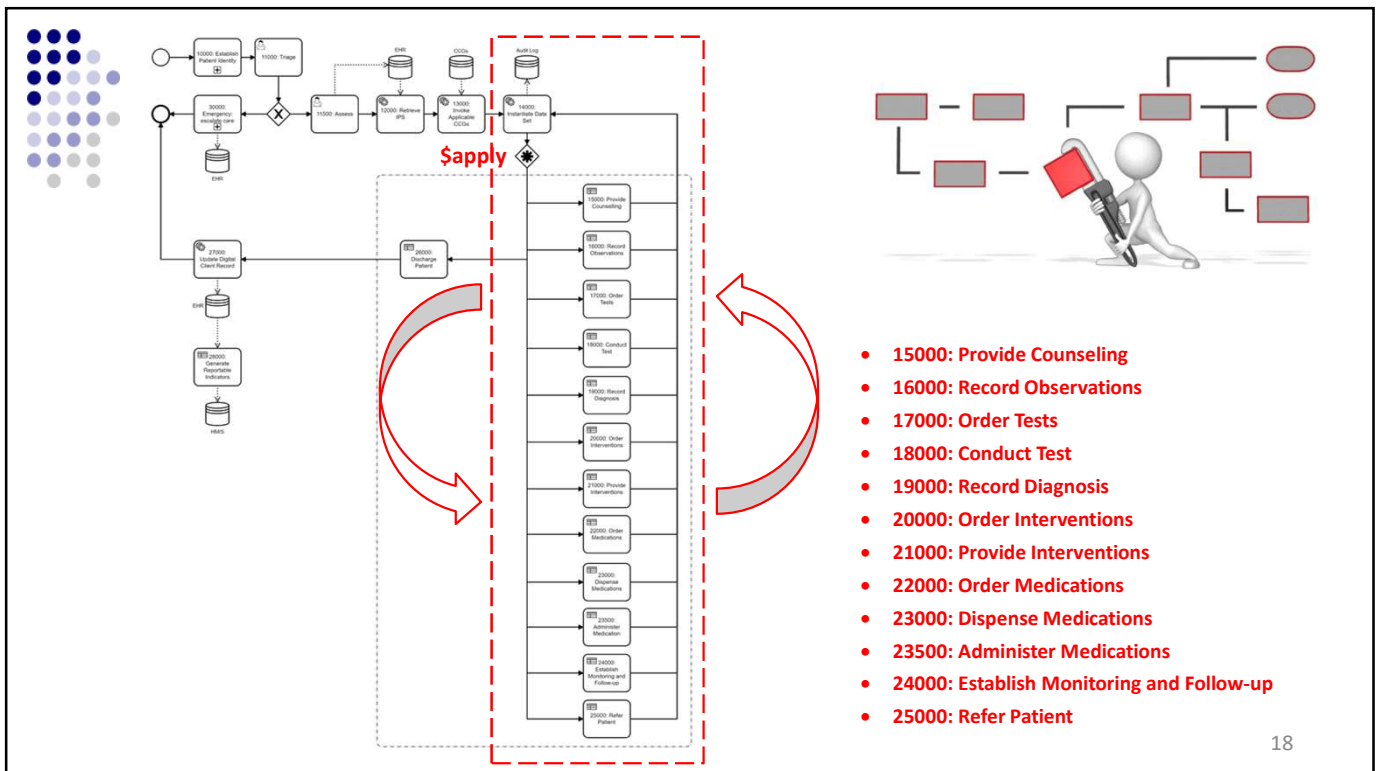 10000: Establish
Patient Identity
11000: Triage
EHR
CCGs
Audit Log
30000:
Emergency:
escalate care
X
11500: Assess
12000: Retrieve
IPS
13000:
Invoke
Applicable
CCGs
14000:
Instantiate Data
Set
EHR
$apply
15000: Provide
Counseling
16000: Record
Observations
17000: Order
Tests
18000: Conduct
Test
19000: Record
Diagnosis
20000: Order
Interventions
21000: Provide
Interventions
22000: Order
Medications
23000:
Dispense
Medications
23500:
Administer
Medication
24000:
Establish
Monitoring and
Follow-up
25000: Refer
Patient
26000:
Discharge
Patient
27000:
Update Digital
Client Record
EHR
28000:
Generate
Reportable
Indicators
HMIS
• 15000: Provide Counseling
• 16000: Record Observations
• 17000: Order Tests
• 18000: Conduct Test
• 19000: Record Diagnosis
• 20000: Order Interventions
• 21000: Provide Interventions
• 22000: Order Medications
• 23000: Dispense Medications
• 23500: Administer Medications
• 24000: Establish Monitoring and Follow-up
• 25000: Refer Patient
18